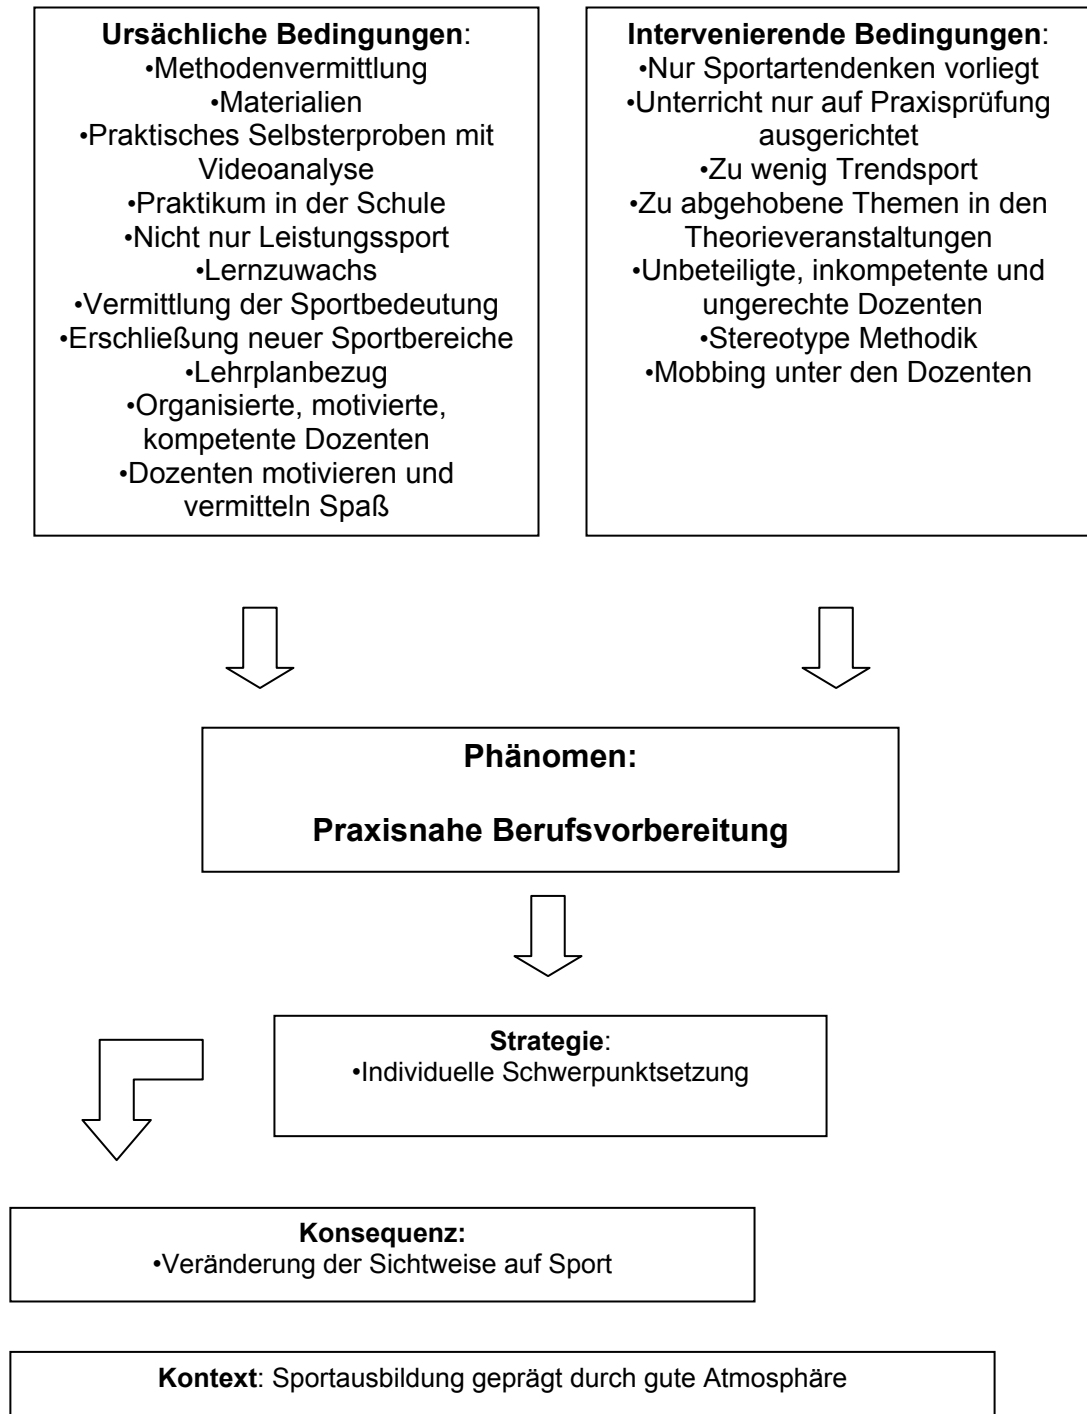 Ursächliche Bedingungen:
•Methodenvermittlung
•Materialien
•Praktisches Selbsterproben mit
Videoanalyse
•Praktikum in der Schule
•Nicht nur Leistungssport
•Lernzuwachs
•Vermittlung der Sportbedeutung
•Erschließung neuer Sportbereiche
•Lehrplanbezug
•Organisierte, motivierte,
kompetente Dozenten
•Dozenten motivieren und
vermitteln Spaß
Intervenierende Bedingungen:
•Nur Sportartendenken vorliegt
•Unterricht nur auf Praxisprüfung
ausgerichtet
•Zu wenig Trendsport
•Zu abgehobene Themen in den
Theorieveranstaltungen
•Unbeteiligte, inkompetente und
ungerechte Dozenten
•Stereotype Methodik
•Mobbing unter den Dozenten
Phänomen:
Praxisnahe Berufsvorbereitung
Strategie:
•Individuelle Schwerpunktsetzung
Konsequenz:
•Veränderung der Sichtweise auf Sport
Kontext: Sportausbildung geprägt durch gute Atmosphäre